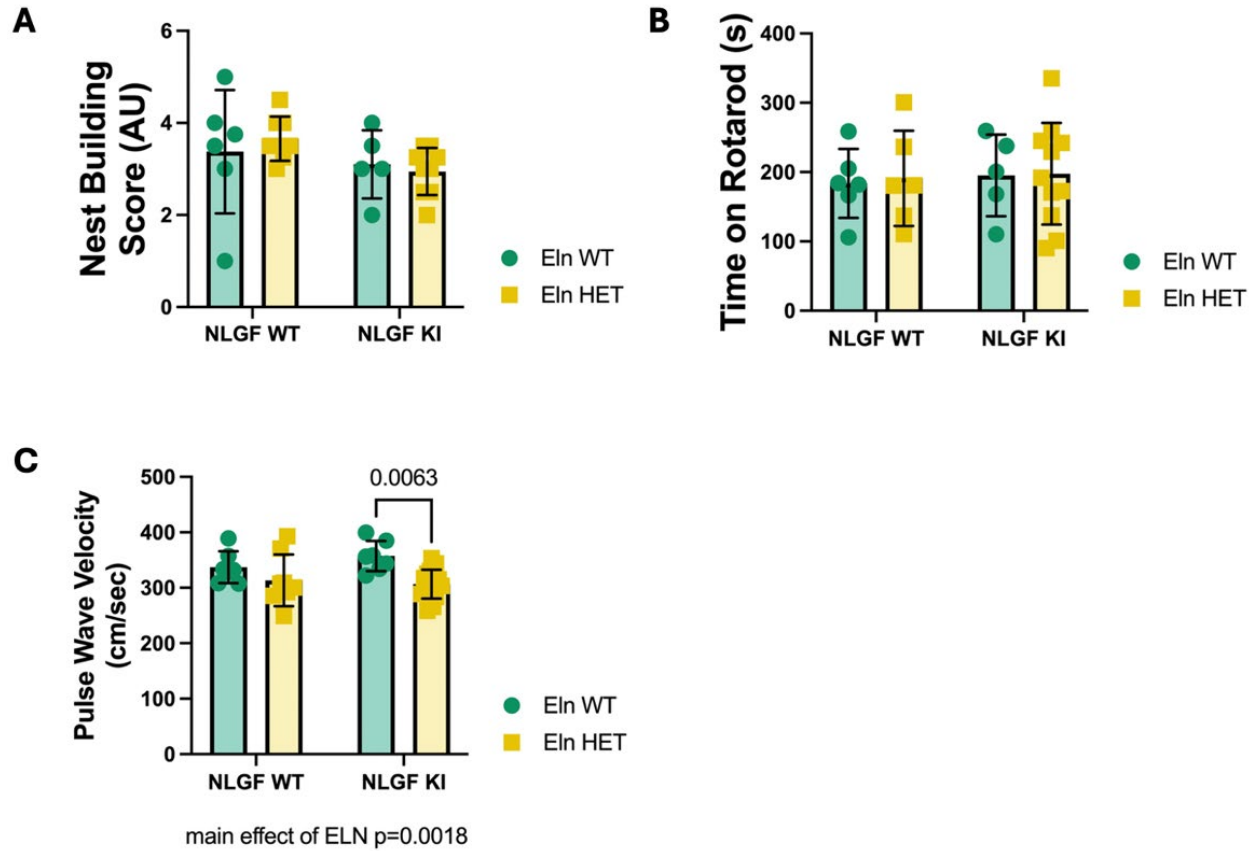 A
Nest Building
Score (AU)
6
4
2
0
NLGF WT
NLGF KI
Eln WT
Eln HET
B
Time on Rotarod (s)
400
300
200
100
0
NLGF WT
NLGF KI
Eln WT
Eln HET
C
Pulse Wave Velocity
(cm/sec)
500
400
300
200
100
0
0.0063
NLGF WT
NLGF KI
Eln WT
Eln HET
main effect of ELN p=0.0018